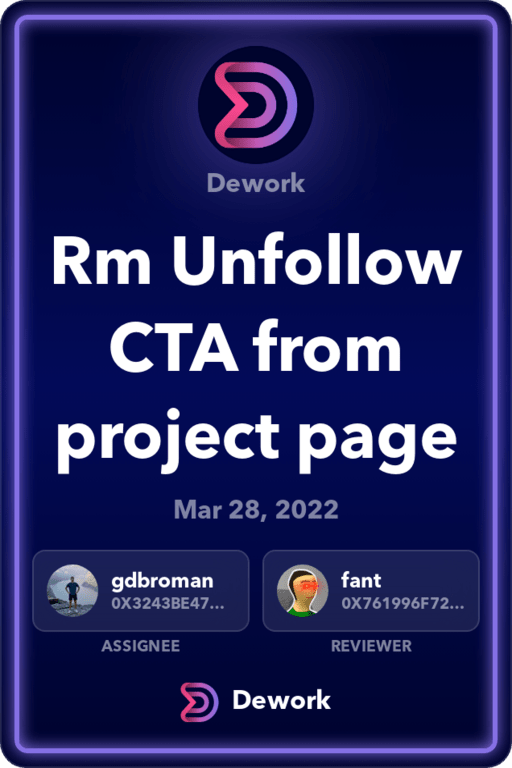 Dework
Rm Unfollow
CTA from
project page
Mar 28, 2022
gdbroman
0X3243BE47...
fant
0X761996F72...
ASSIGNEE
REVIEWER
Dework